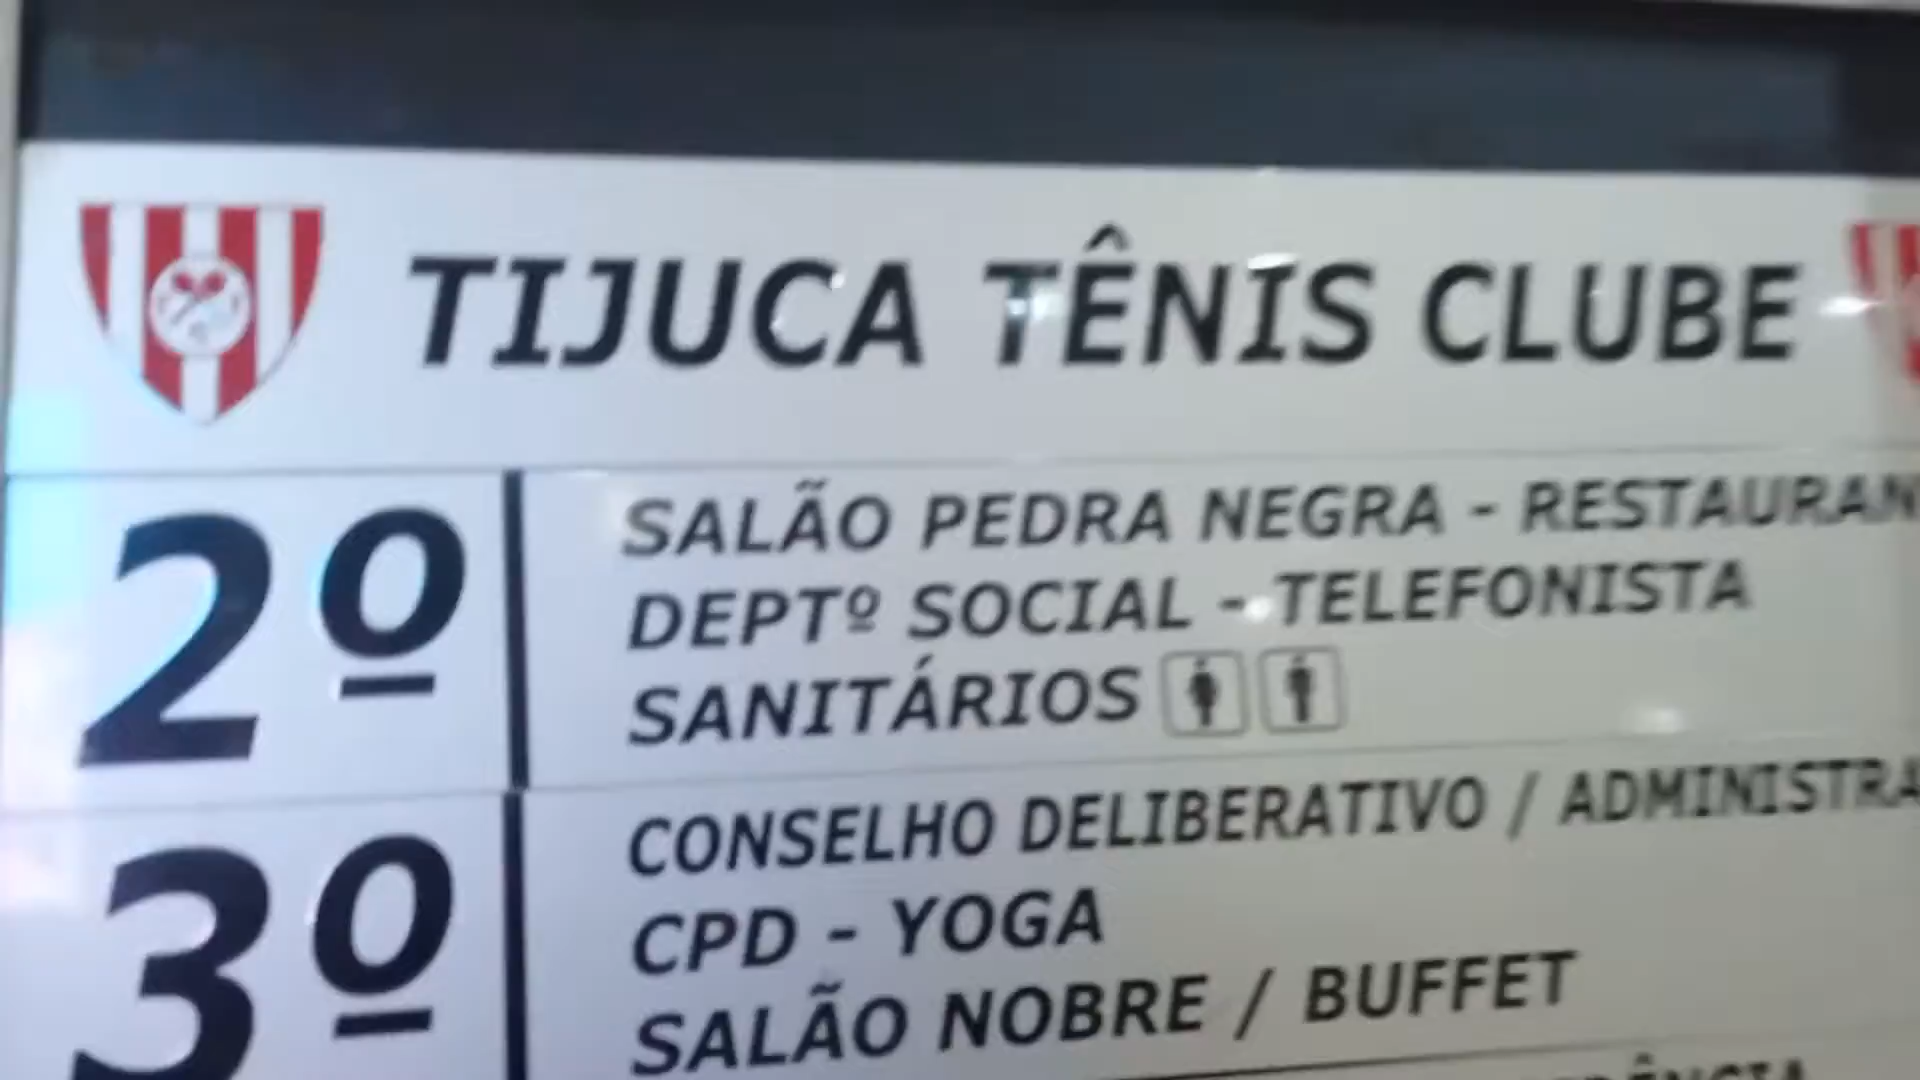 TIJUCA TÊNIS CLUBE
2º
SALÃO PEDRA NEGRA - RESTAURAN
DEPTº SOCIAL - TELEFONISTA
SANITÁRIOS
3º
CONSELHO DELIBERATIVO / ADMINISTRA
CPD - YOGA
SALÃO NOBRE / BUFFET